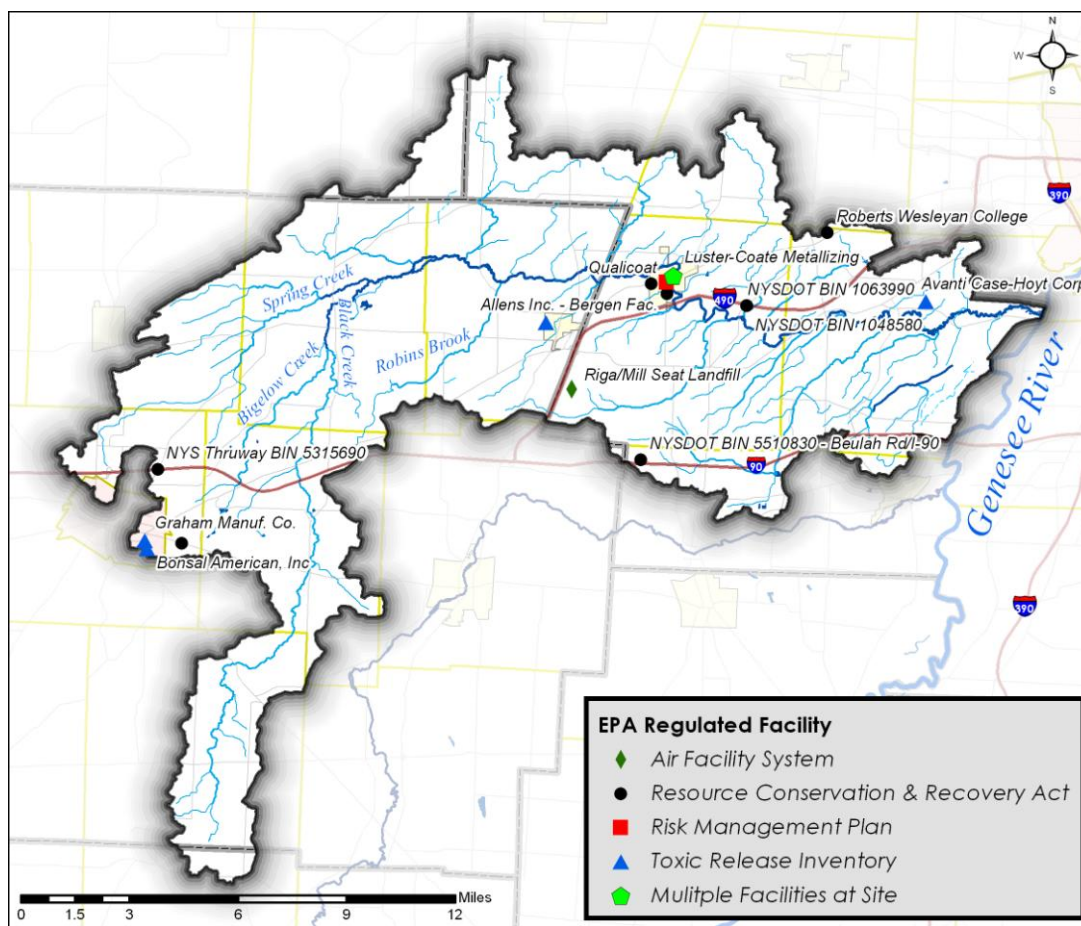 N
W
S
390
Roberts Wesleyan College
Luster-Coate Metallizing
Qualicoat
Spring Creek
NYSDOT BIN 1063990
Avanti Case-Hoyt Corp
490
Allens Inc. - Bergen Fac.
Black Creek
NYSDOT BIN 1048580
Robins Brook
Bigelow Creek
Riga/Mill Seat Landfill
Genesee River
NYSDOT BIN 5510830 - Beulah Rd/I-90
NYS Thruway BIN 5315690
90
Graham Manuf. Co.
Bonsal American, Inc
390
EPA Regulated Facility
Air Facility System
Resource Conservation & Recovery Act
Risk Management Plan
Toxic Release Inventory
Mulitple Facilities at Site
Miles
0 1.5 3 6 9 12